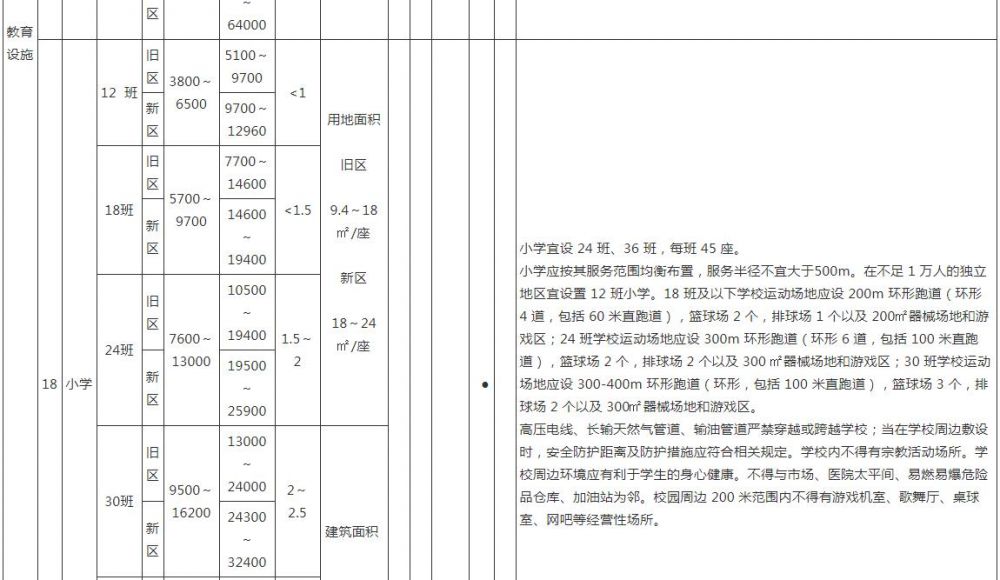 教育
设施
区
～
64000
18
小学
12 班
旧
区
3800～
6500
5100～
9700
<1
新
区
9700～
12960
18班
旧
区
5700～
9700
7700～
14600
<1.5
新
区
14600
～
19400
24班
旧
区
7600～
13000
10500
～
19400
1.5～
2
新
区
19500
～
25900
30班
旧
区
9500～
16200
13000
～
24000
2～
2.5
新
区
24300
～
32400
用地面积
旧区
9.4～18
㎡/座
新区
18～24
㎡/座
建筑面积
●
小学宜设 24 班、36 班，每班 45 座。
小学应按其服务范围均衡布置，服务半径不宜大于500m。在不足 1 万人的独立
地区宜设置 12 班小学。18 班及以下学校运动场地应设 200m 环形跑道（环形
4 道，包括 60 米直跑道），篮球场 2 个，排球场 1 个以及 200㎡器械场地和游
戏区；24 班学校运动场地应设 300m 环形跑道（环形 6 道，包括 100 米直跑
道），篮球场 2 个，排球场 2 个以及 300 ㎡器械场地和游戏区；30 班学校运动
场地应设 300-400m 环形跑道（环形，包括 100 米直跑道），篮球场 3 个，排
球场 2 个以及 300㎡器械场地和游戏区。
高压电线、长输天然气管道、输油管道严禁穿越或跨越学校；当在学校周边敷设
时，安全防护距离及防护措施应符合相关规定。学校内不得有宗教活动场所。学
校周边环境应有利于学生的身心健康。不得与市场、医院太平间、易燃易爆危险
品仓库、加油站为邻。校园周边 200 米范围内不得有游戏机室、歌舞厅、桌球
室、网吧等经营性场所。